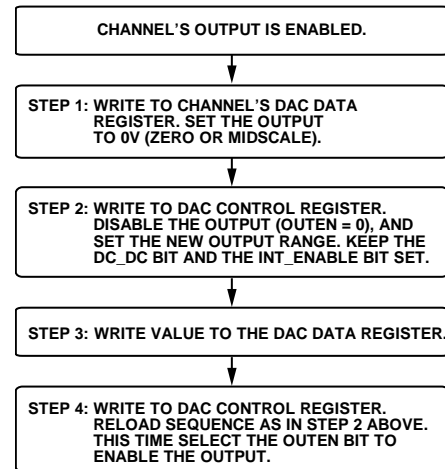 CHANNEL'S OUTPUT IS ENABLED.
STEP 1: WRITE TO CHANNEL'S DAC DATA
REGISTER. SET THE OUTPUT
TO 0V (ZERO OR MIDSCALE).
STEP 2: WRITE TO DAC CONTROL REGISTER.
DISABLE THE OUTPUT (OUTEN = 0), AND
SET THE NEW OUTPUT RANGE. KEEP THE
DC_DC BIT AND THE INT_ENABLE BIT SET.
STEP 3: WRITE VALUE TO THE DAC DATA REGISTER.
STEP 4: WRITE TO DAC CONTROL REGISTER.
RELOAD SEQUENCE AS IN STEP 2 ABOVE.
THIS TIME SELECT THE OUTEN BIT TO
ENABLE THE OUTPUT.